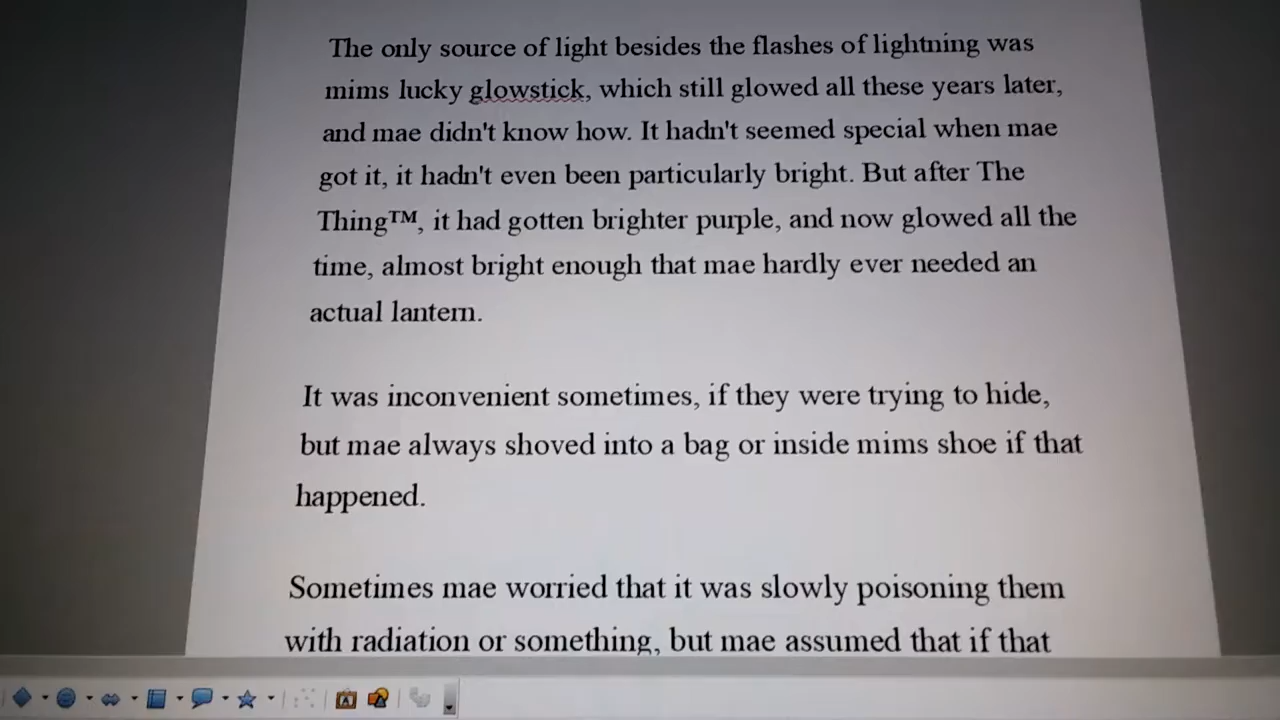 The only source of light besides the flashes of lightning was
mims lucky glowstick, which still glowed all these years later,
and mae didn't know how. It hadn't seemed special when mae
got it, it hadn't even been particularly bright. But after The
Thing™, it had gotten brighter purple, and now glowed all the
time, almost bright enough that mae hardly ever needed an
actual lantern.
It was inconvenient sometimes, if they were trying to hide,
but mae always shoved into a bag or inside mims shoe if that
happened.
Sometimes mae worried that it was slowly poisoning them
with radiation or something, but mae assumed that if that